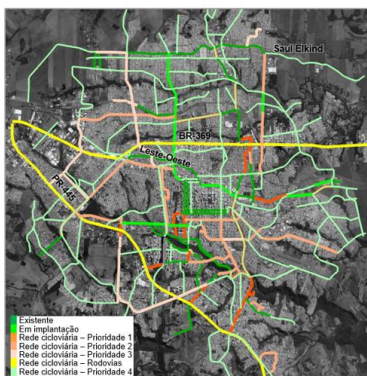 Saul Elkind
BR-369
Leste-Oeste
PR-445
Existente
Em implantação
Rede cicloviária – Prioridade 1
Rede cicloviária – Prioridade 2
Rede cicloviária – Prioridade 3
Rede cicloviária – Rodovias
Rede cicloviária – Prioridade 4